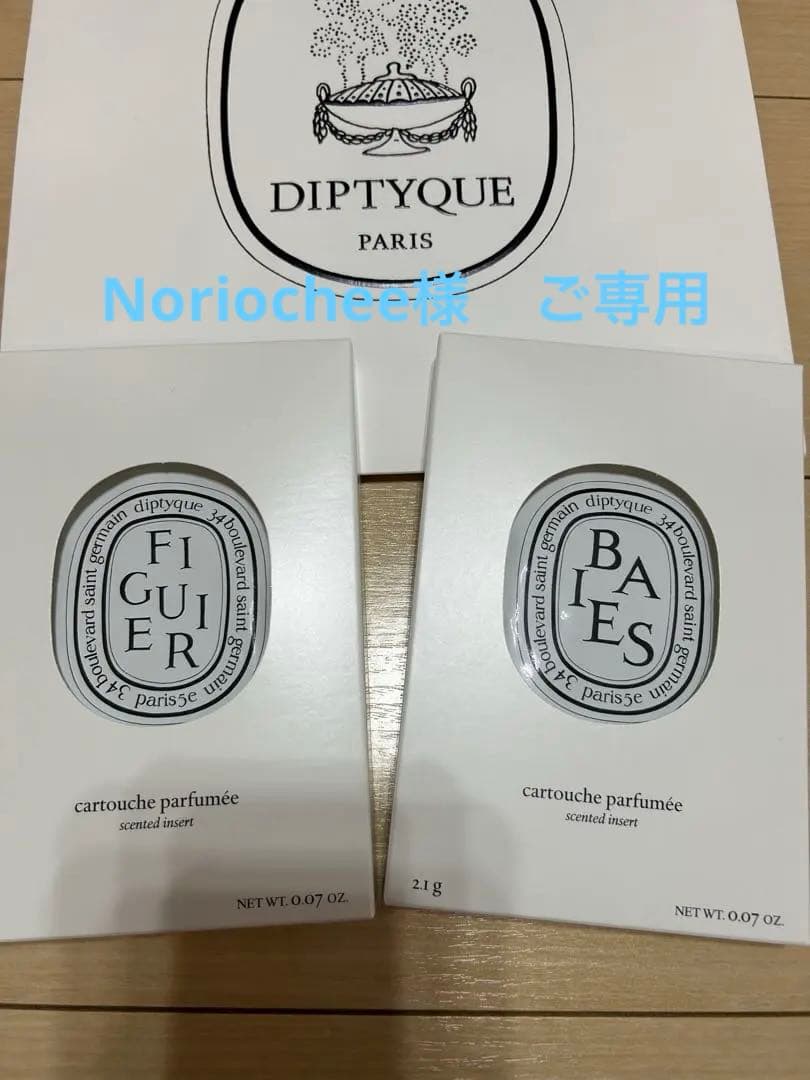 DIPTYQUE
PARIS
Noriochee様　ご専用
diptyque 34 boulevard saint germain paris5e 34 boulevard saint germain
FI
GUI
ER
cartouche parfumée
scented insert
NET WT. 0.07 OZ.
diptyque 34 boulevard saint germain paris5e 34 boulevard saint germain
BA
IES
cartouche parfumée
scented insert
2.1 g
NET WT. 0.07 OZ.